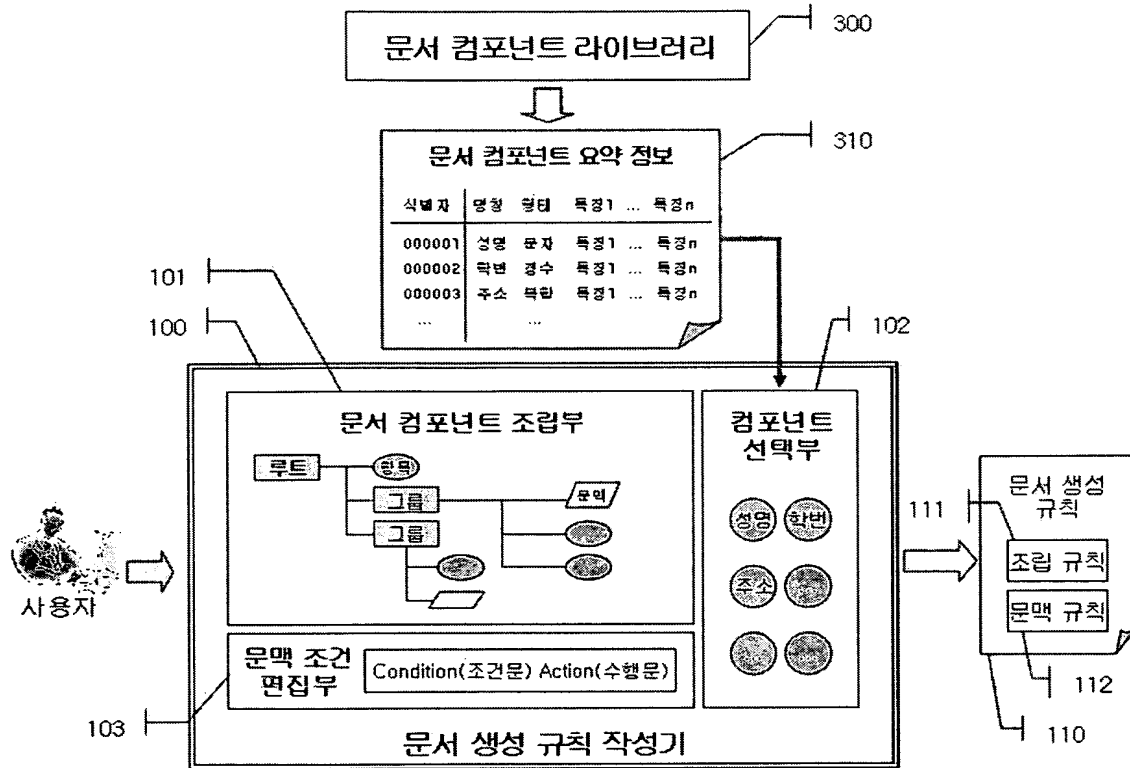 300
문서 컴포넌트 라이브러리
310
문서 컴포넌트 요약 정보
식별자 명칭 형태 특징1 ... 특징n
000001 성명 문자 특징1 ... 특징n
000002 학번 정수 특징1 ... 특징n
000003 주소 복합 특징1 ... 특징n
... ...
101
100
102
문서 컴포넌트 조립부
루트
항목
그룹
그룹
문맥
컴포넌트
선택부
성명 학번
주소
사용자
문맥 조건
편집부
Condition(조건문) Action(수행문)
103
문서 생성 규칙 작성기
111
문서 생성
규칙
조립 규칙
문맥 규칙
112
110